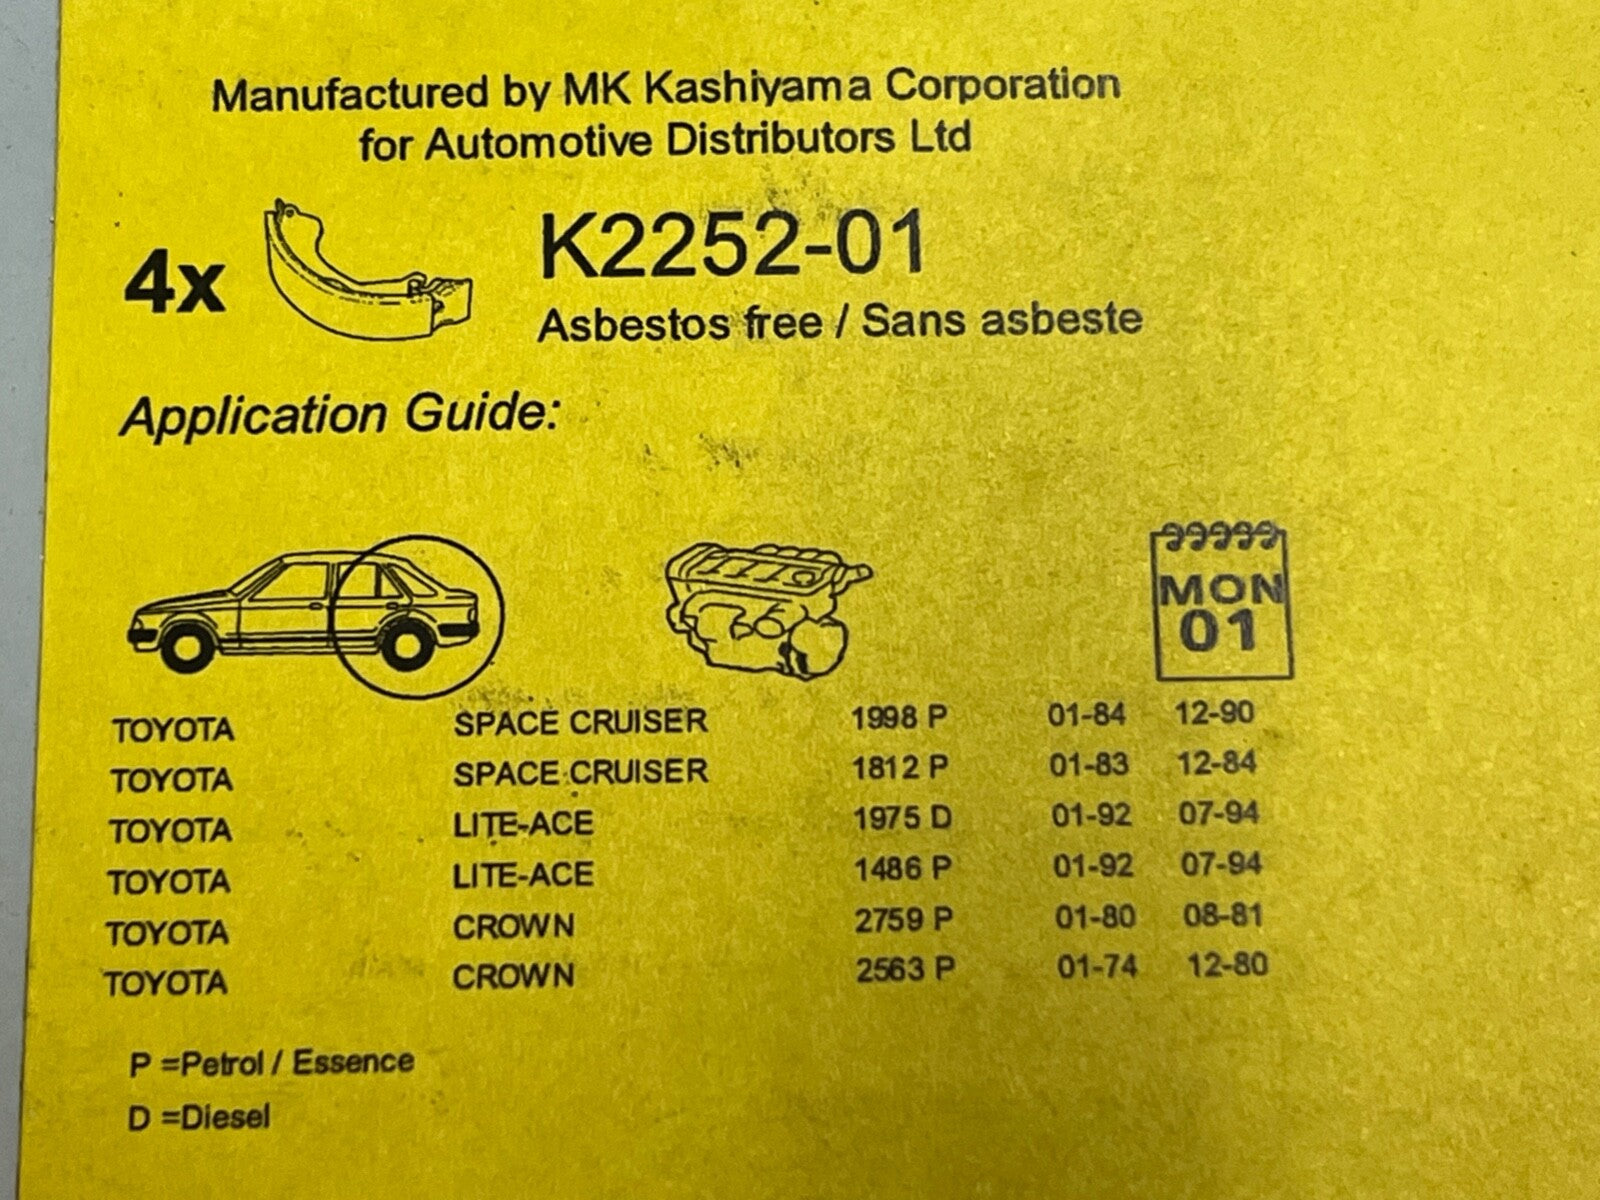 Manufactured by MK Kashiyama Corporation
for Automotive Distributors Ltd
4x K2252-01
Asbestos free / Sans asbeste
Application Guide:
MON
01
TOYOTA SPACE CRUISER 1998 P 01-84 12-90
TOYOTA SPACE CRUISER 1812 P 01-83 12-84
TOYOTA LITE-ACE 1975 D 01-92 07-94
TOYOTA LITE-ACE 1486 P 01-92 07-94
TOYOTA CROWN 2759 P 01-80 08-81
TOYOTA CROWN 2563 P 01-74 12-80
P =Petrol / Essence
D =Diesel